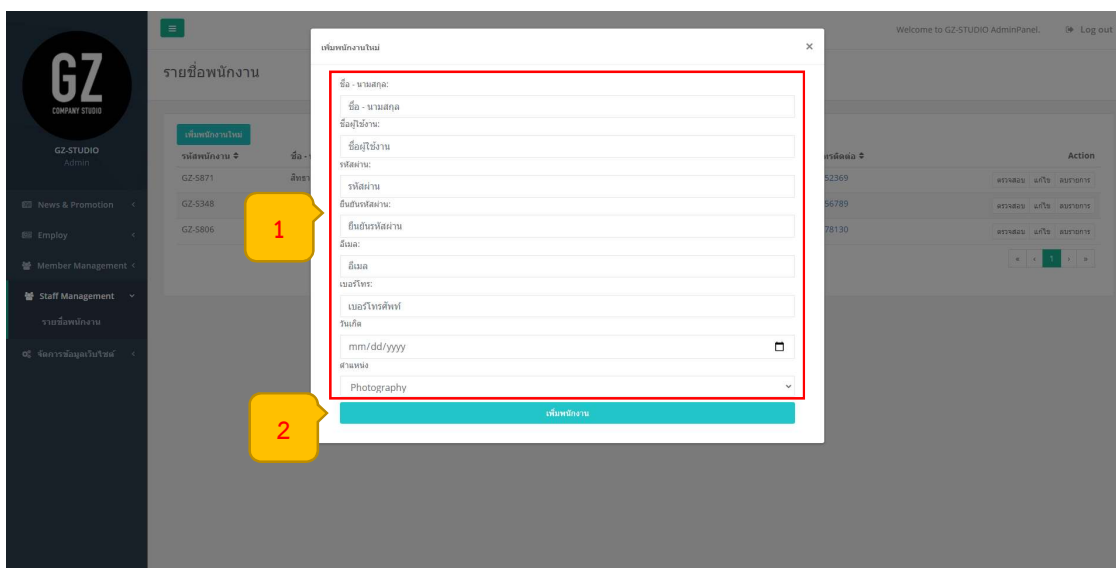 GZ
COMPANY STUDIO
GZ-STUDIO
Admin
News & Promotion
Employ
Member Management
Staff Management
รายชื่อพนักงาน
จัดการข้อมูลเว็บไซต์
Welcome to GZ-STUDIO AdminPanel.
Log out
รายชื่อพนักงาน
เพิ่มพนักงานใหม่
รหัสพนักงาน
ชื่อ -
Action
GZ-S871
52369
ตรวจสอบ แก้ไข ลบรายการ
GZ-S348
56789
ตรวจสอบ แก้ไข ลบรายการ
GZ-S806
78130
ตรวจสอบ แก้ไข ลบรายการ
« ‹ 1 › »
เพิ่มพนักงานใหม่ ×
ชื่อ - นามสกุล:
ชื่อ - นามสกุล
ชื่อผู้ใช้งาน:
ชื่อผู้ใช้งาน
รหัสผ่าน:
รหัสผ่าน
ยืนยันรหัสผ่าน:
ยืนยันรหัสผ่าน
อีเมล:
อีเมล
เบอร์โทร:
เบอร์โทรศัพท์
วันเกิด
mm/dd/yyyy
ตำแหน่ง
Photography
เพิ่มพนักงาน
1
2